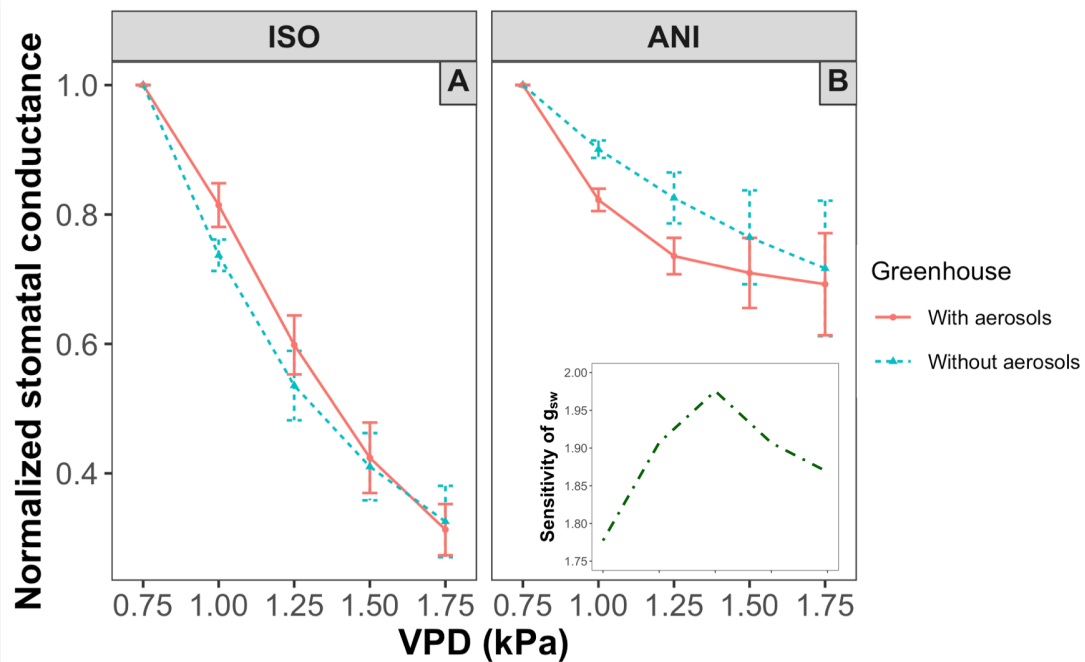 ISO
ANI
A
B
Normalized stomatal conductance
1.0
0.8
0.6
0.4
Greenhouse
With aerosols
Without aerosols
Sensitivity of gsw
2.00
1.95
1.90
1.85
1.80
1.75
0.75 1.00 1.25 1.50 1.75
0.75 1.00 1.25 1.50 1.75
VPD (kPa)